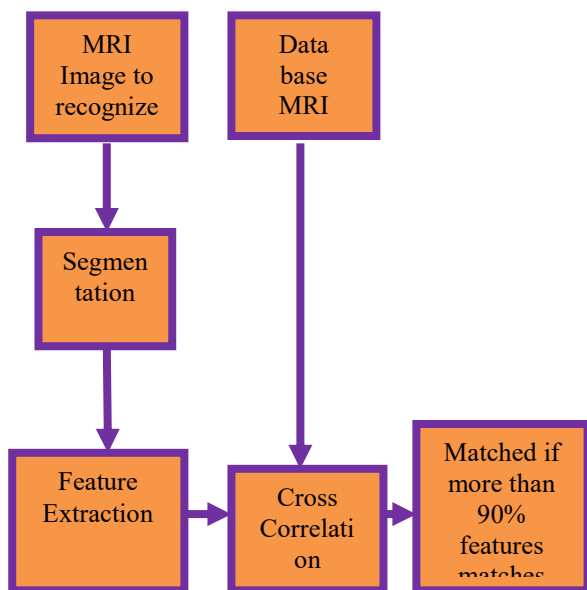 MRI
Image to
recognize
Data
base
MRI
Segmen
tation
Feature
Extraction
Cross
Correlati
on
Matched if
more than
90%
features
matches